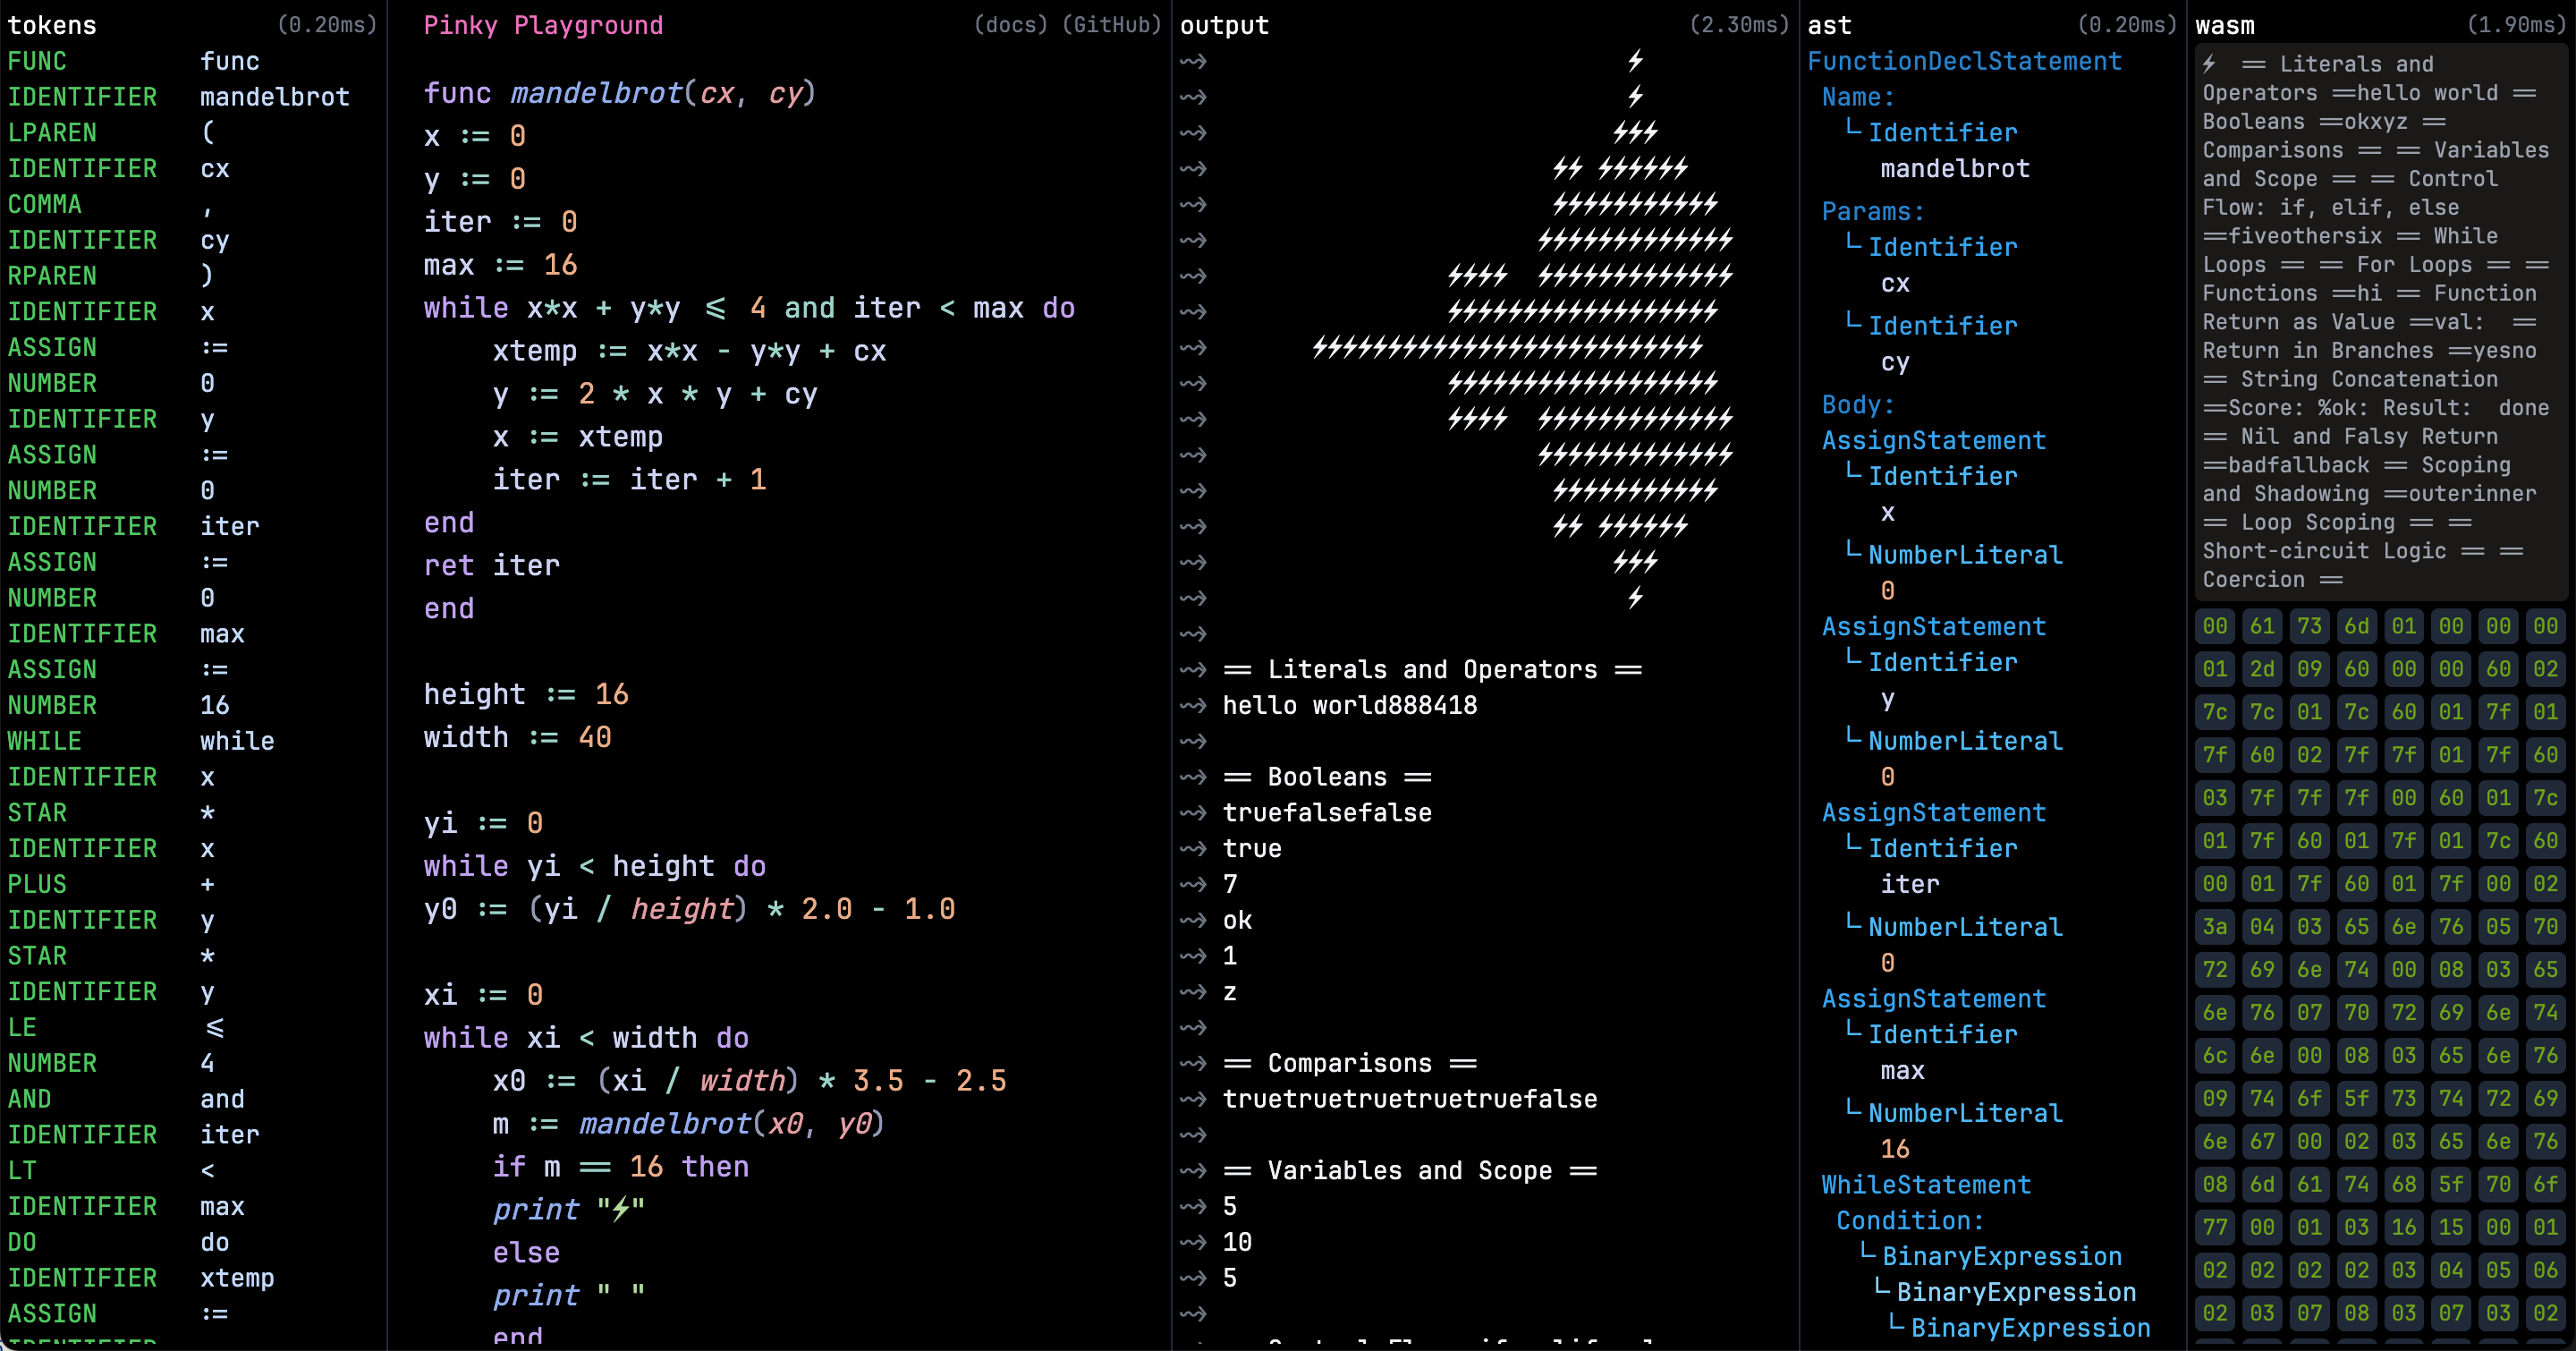 tokens (0.20ms)
FUNC func
IDENTIFIER mandelbrot
LPAREN (
IDENTIFIER cx
COMMA ,
IDENTIFIER cy
RPAREN )
IDENTIFIER x
ASSIGN :=
NUMBER 0
IDENTIFIER y
ASSIGN :=
NUMBER 0
IDENTIFIER iter
ASSIGN :=
NUMBER 0
IDENTIFIER max
ASSIGN :=
NUMBER 16
WHILE while
IDENTIFIER x
STAR *
IDENTIFIER x
PLUS +
IDENTIFIER y
STAR *
IDENTIFIER y
LE <=
NUMBER 4
AND and
IDENTIFIER iter
LT <
IDENTIFIER max
DO do
IDENTIFIER xtemp
ASSIGN :=
Pinky Playground (docs) (GitHub)
func mandelbrot(cx, cy)
x := 0
y := 0
iter := 0
max := 16
while x*x + y*y <= 4 and iter < max do
xtemp := x*x - y*y + cx
y := 2 * x * y + cy
x := xtemp
iter := iter + 1
end
ret iter
end
height := 16
width := 40
yi := 0
while yi < height do
y0 := (yi / height) * 2.0 - 1.0
xi := 0
while xi < width do
x0 := (xi / width) * 3.5 - 2.5
m := mandelbrot(x0, y0)
if m == 16 then
print "⚡"
else
print " "
end
output (2.30ms)
== Literals and Operators ==
hello world888418
== Booleans ==
truefalsefalse
true
7
ok
1
z
== Comparisons ==
truetruetruetruetruefalse
== Variables and Scope ==
5
10
5
ast (0.20ms)
FunctionDeclStatement
Name:
└ Identifier
mandelbrot
Params:
└ Identifier
cx
└ Identifier
cy
Body:
AssignStatement
└ Identifier
x
└ NumberLiteral
0
AssignStatement
└ Identifier
y
└ NumberLiteral
0
AssignStatement
└ Identifier
iter
└ NumberLiteral
0
AssignStatement
└ Identifier
max
└ NumberLiteral
16
WhileStatement
Condition:
└ BinaryExpression
└ BinaryExpression
└ BinaryExpression
wasm (1.90ms)
⚡ == Literals and
Operators ==hello world ==
Booleans ==okxyz ==
Comparisons == == Variables
and Scope == == Control
Flow: if, elif, else
==fiveothersix == While
Loops == == For Loops == ==
Functions ==hi == Function
Return as Value ==val:  ==
Return in Branches ==yesno
== String Concatenation
==Score: %ok: Result:  done
== Nil and Falsy Return
==badfallback == Scoping
and Shadowing ==outerinner
== Loop Scoping == ==
Short-circuit Logic == ==
Coercion ==
00 61 73 6d 01 00 00 00
01 2d 09 60 00 00 60 02
7c 7c 01 7c 60 01 7f 01
7f 60 02 7f 7f 01 7f 60
03 7f 7f 7f 00 60 01 7c
01 7f 60 01 7f 01 7c 60
00 01 7f 60 01 7f 00 02
3a 04 03 65 6e 76 05 70
72 69 6e 74 00 08 03 65
6e 76 07 70 72 69 6e 74
6c 6e 00 08 03 65 6e 76
09 74 6f 5f 73 74 72 69
6e 67 00 02 03 65 6e 76
08 6d 61 74 68 5f 70 6f
77 00 01 03 16 15 00 01
02 02 02 02 03 04 05 06
02 03 07 08 03 07 03 02